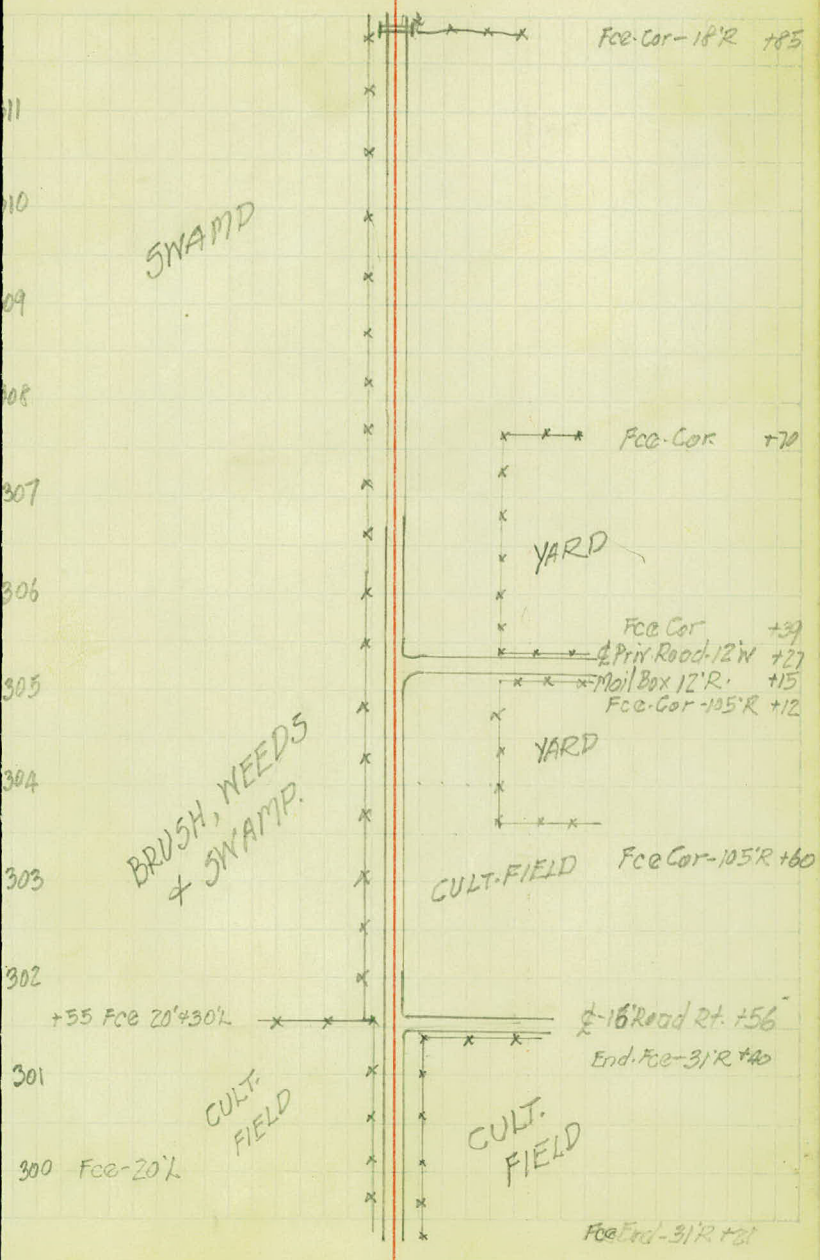 Fce-Cor-18'R +85
311
310
SWAMP
309
308
Fce-Cor +70
307
YARD
306
Fce Cor +39
℄ Priv. Road-12'W +27
305 Mail Box 12'R. +15
Fce-Cor-105'R +12
YARD
304
BRUSH, WEEDS
& SWAMP.
303 Fce Cor-105'R +60
CULT. FIELD
302
+55 Fce 20'+30'L ℄-16'Road Rt. +56
End.Fce-31'R +40
301
CULT.
FIELD
CULT.
FIELD
300 Fce-20'L
Fce End-31'R